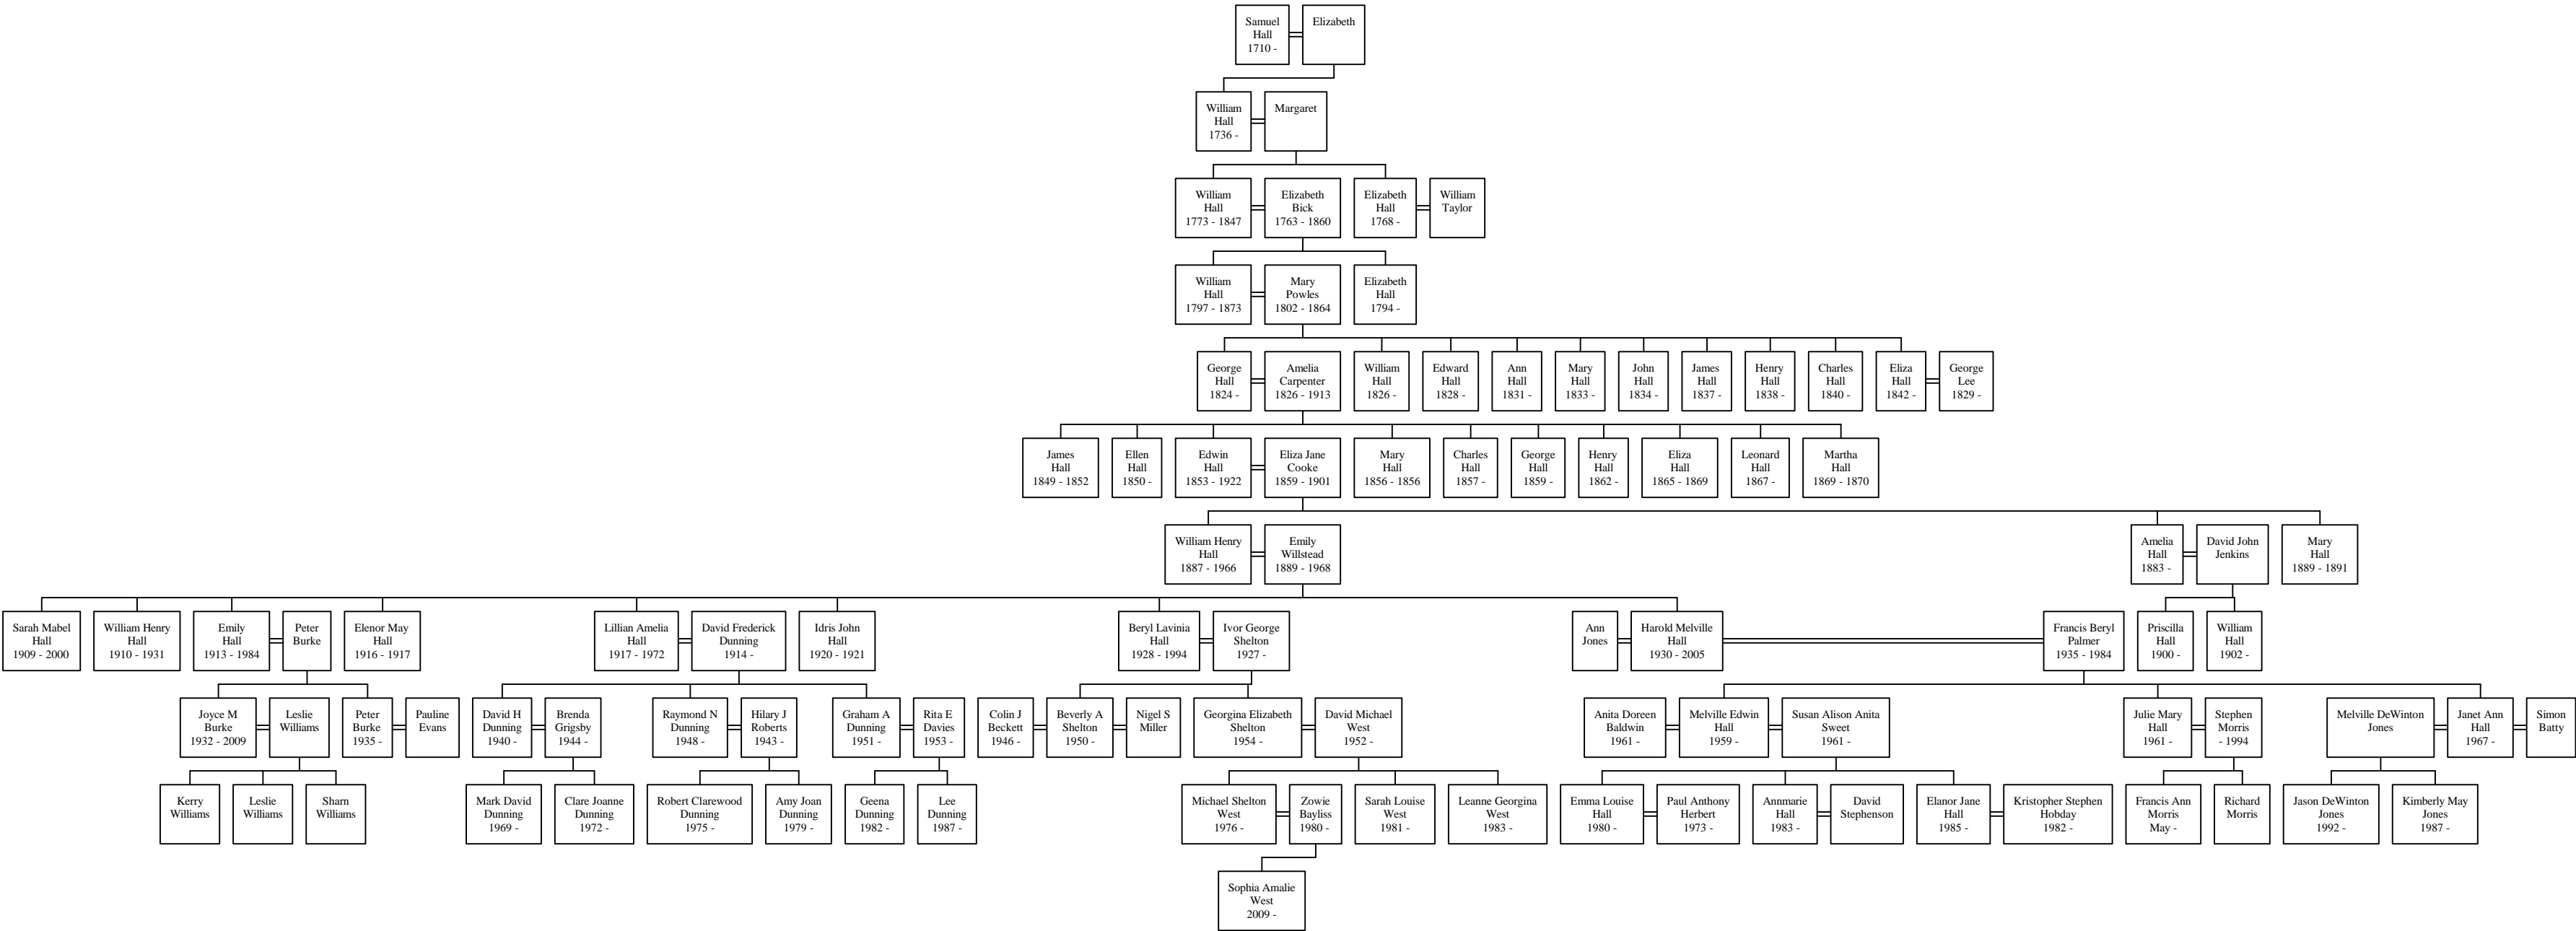 Samuel
Hall
1710 -
Elizabeth
William
Hall
1736 -
Margaret
William
Hall
1773 - 1847
Elizabeth
Bick
1763 - 1860
Elizabeth
Hall
1768 -
William
Taylor
William
Hall
1797 - 1873
Mary
Powles
1802 - 1864
Elizabeth
Hall
1794 -
George
Hall
1824 -
Amelia
Carpenter
1826 - 1913
William
Hall
1826 -
Edward
Hall
1828 -
Ann
Hall
1831 -
Mary
Hall
1833 -
John
Hall
1834 -
James
Hall
1837 -
Henry
Hall
1838 -
Charles
Hall
1840 -
Eliza
Hall
1842 -
George
Lee
1829 -
James
Hall
1849 - 1852
Ellen
Hall
1850 -
Edwin
Hall
1853 - 1922
Eliza Jane
Cooke
1859 - 1901
Mary
Hall
1856 - 1856
Charles
Hall
1857 -
George
Hall
1859 -
Henry
Hall
1862 -
Eliza
Hall
1865 - 1869
Leonard
Hall
1867 -
Martha
Hall
1869 - 1870
William Henry
Hall
1887 - 1966
Emily
Willstead
1889 - 1968
Amelia
Hall
1883 -
David John
Jenkins
Mary
Hall
1889 - 1891
Sarah Mabel
Hall
1909 - 2000
William Henry
Hall
1910 - 1931
Emily
Hall
1913 - 1984
Peter
Burke
Elenor May
Hall
1916 - 1917
Lillian Amelia
Hall
1917 - 1972
David Frederick
Dunning
1914 -
Idris John
Hall
1920 - 1921
Beryl Lavinia
Hall
1928 - 1994
Ivor George
Shelton
1927 -
Ann
Jones
Harold Melville
Hall
1930 - 2005
Francis Beryl
Palmer
1935 - 1984
Priscilla
Hall
1900 -
William
Hall
1902 -
Joyce M
Burke
1932 - 2009
Leslie
Williams
Peter
Burke
1935 -
Pauline
Evans
David H
Dunning
1940 -
Brenda
Grigsby
1944 -
Raymond N
Dunning
1948 -
Hilary J
Roberts
1943 -
Graham A
Dunning
1951 -
Rita E
Davies
1953 -
Colin J
Beckett
1946 -
Beverly A
Shelton
1950 -
Nigel S
Miller
Georgina Elizabeth
Shelton
1954 -
David Michael
West
1952 -
Anita Doreen
Baldwin
1961 -
Melville Edwin
Hall
1959 -
Susan Alison Anita
Sweet
1961 -
Julie Mary
Hall
1961 -
Stephen
Morris
- 1994
Melville DeWinton
Jones
Janet Ann
Hall
1967 -
Simon
Batty
Kerry
Williams
Leslie
Williams
Sharn
Williams
Mark David
Dunning
1969 -
Clare Joanne
Dunning
1972 -
Robert Clarewood
Dunning
1975 -
Amy Joan
Dunning
1979 -
Geena
Dunning
1982 -
Lee
Dunning
1987 -
Michael Shelton
West
1976 -
Zowie
Bayliss
1980 -
Sarah Louise
West
1981 -
Leanne Georgina
West
1983 -
Emma Louise
Hall
1980 -
Paul Anthony
Herbert
1973 -
Annmarie
Hall
1983 -
David
Stephenson
Elanor Jane
Hall
1985 -
Kristopher Stephen
Hobday
1982 -
Francis Ann
Morris
May -
Richard
Morris
Jason DeWinton
Jones
1992 -
Kimberly May
Jones
1987 -
Sophia Amalie
West
2009 -